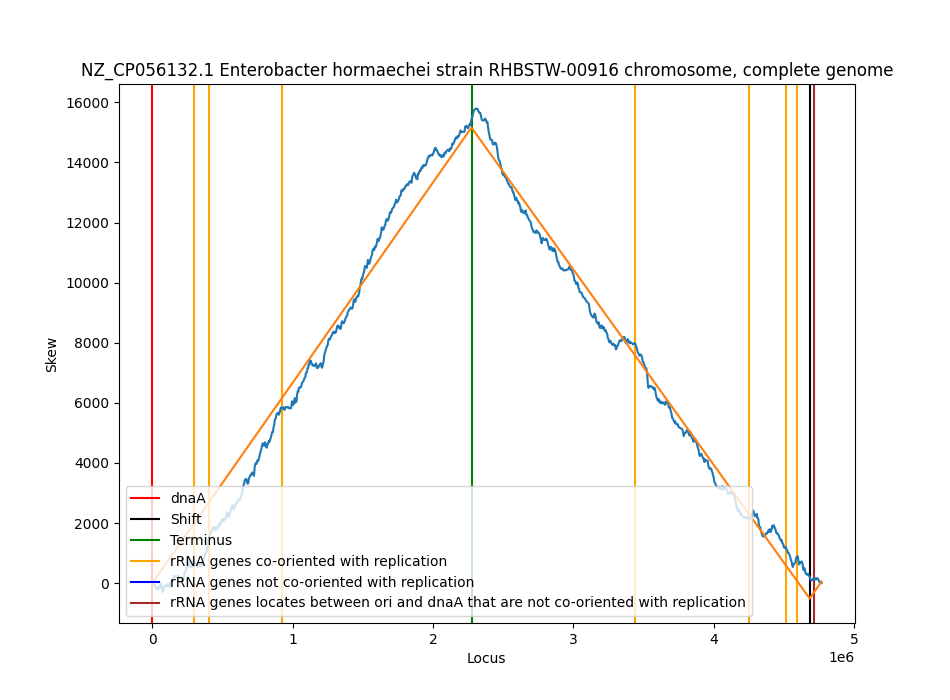 NZ_CP056132.1 Enterobacter hormaechei strain RHBSTW-00916 chromosome, complete genome
16000
14000
12000
10000
8000
6000
4000
2000
0
Skew
dnaA
Shift
Terminus
rRNA genes co-oriented with replication
rRNA genes not co-oriented with replication
rRNA genes locates between ori and dnaA that are not co-oriented with replication
0 1 2 3 4 5
1e6
Locus